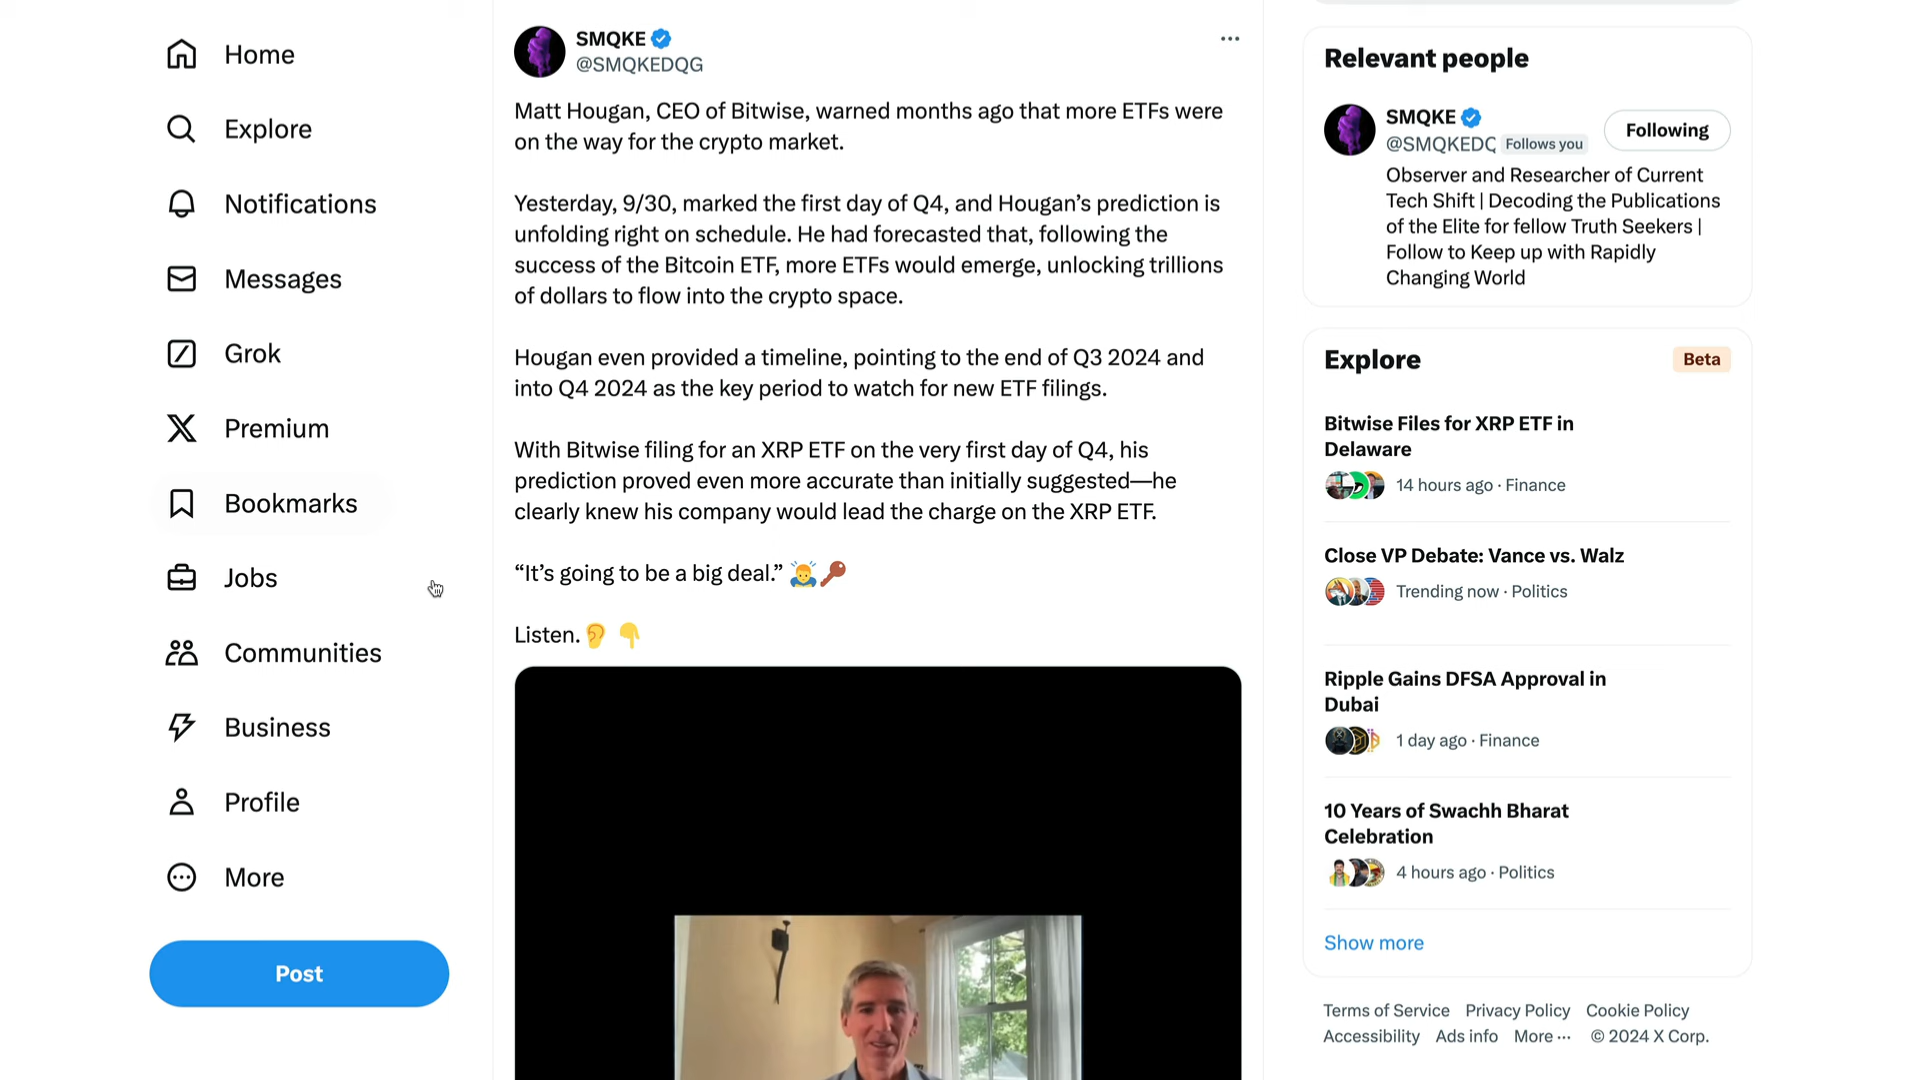 Home
Explore
Notifications
Messages
Grok
Premium
Bookmarks
Jobs
Communities
Business
Profile
More
Post
SMQKE
@SMQKEDQG
Matt Hougan, CEO of Bitwise, warned months ago that more ETFs were
on the way for the crypto market.
Yesterday, 9/30, marked the first day of Q4, and Hougan’s prediction is
unfolding right on schedule. He had forecasted that, following the
success of the Bitcoin ETF, more ETFs would emerge, unlocking trillions
of dollars to flow into the crypto space.
Hougan even provided a timeline, pointing to the end of Q3 2024 and
into Q4 2024 as the key period to watch for new ETF filings.
With Bitwise filing for an XRP ETF on the very first day of Q4, his
prediction proved even more accurate than initially suggested—he
clearly knew his company would lead the charge on the XRP ETF.
“It’s going to be a big deal.” 🙇‍♂️🗝️
Listen.👂👇
Relevant people
SMQKE
@SMQKEDQ Follows you
Following
Observer and Researcher of Current
Tech Shift | Decoding the Publications
of the Elite for fellow Truth Seekers |
Follow to Keep up with Rapidly
Changing World
Explore Beta
Bitwise Files for XRP ETF in
Delaware
14 hours ago · Finance
Close VP Debate: Vance vs. Walz
Trending now · Politics
Ripple Gains DFSA Approval in
Dubai
1 day ago · Finance
10 Years of Swachh Bharat
Celebration
4 hours ago · Politics
Show more
Terms of Service Privacy Policy Cookie Policy
Accessibility Ads info More ··· © 2024 X Corp.